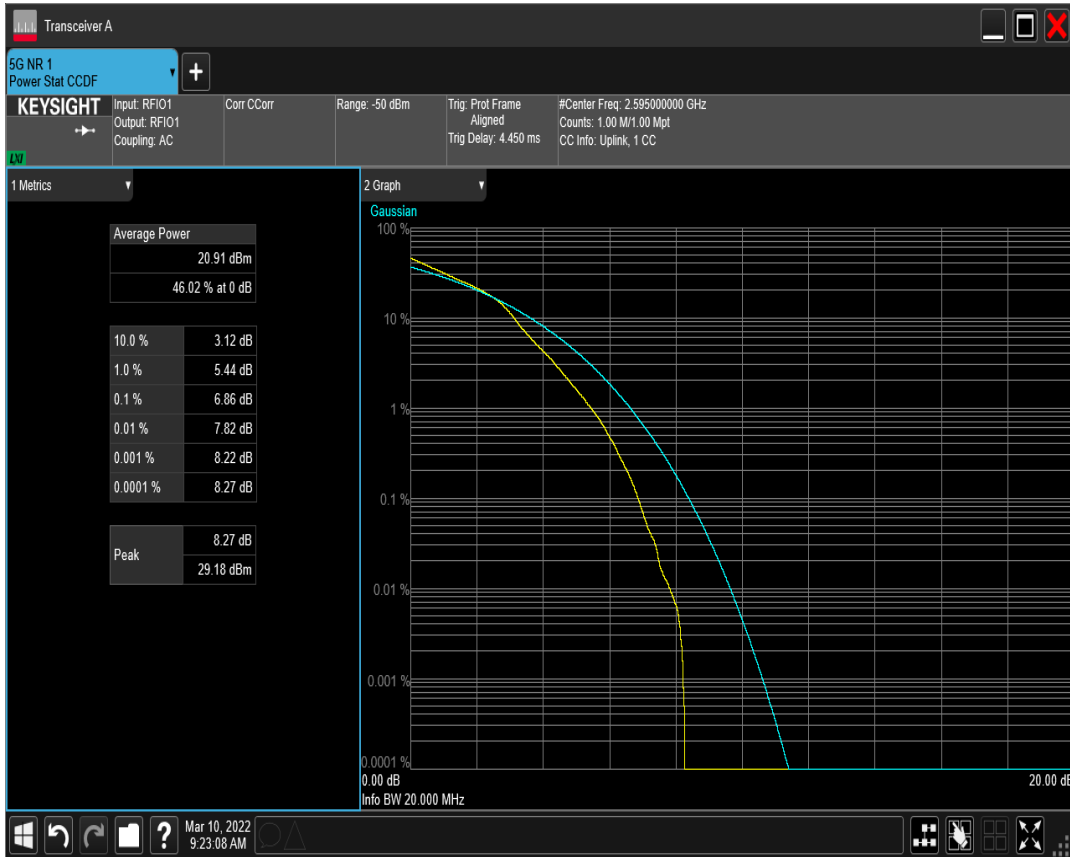 Transceiver A
5G NR 1
Power Stat CCDF
KEYSIGHT
LXI
Input: RFIO1
Output: RFIO1
Coupling: AC
Corr CCorr
Range: -50 dBm
Trig: Prot Frame
Aligned
Trig Delay: 4.450 ms
#Center Freq: 2.595000000 GHz
Counts: 1.00 M/1.00 Mpt
CC Info: Uplink, 1 CC
1 Metrics
Average Power
20.91 dBm
46.02 % at 0 dB
10.0 % 3.12 dB
1.0 % 5.44 dB
0.1 % 6.86 dB
0.01 % 7.82 dB
0.001 % 8.22 dB
0.0001 % 8.27 dB
Peak 8.27 dB
29.18 dBm
2 Graph
Gaussian
100 %
10 %
1 %
0.1 %
0.01 %
0.001 %
0.0001 %
0.00 dB 20.00 dB
Info BW 20.000 MHz
Mar 10, 2022
9:23:08 AM